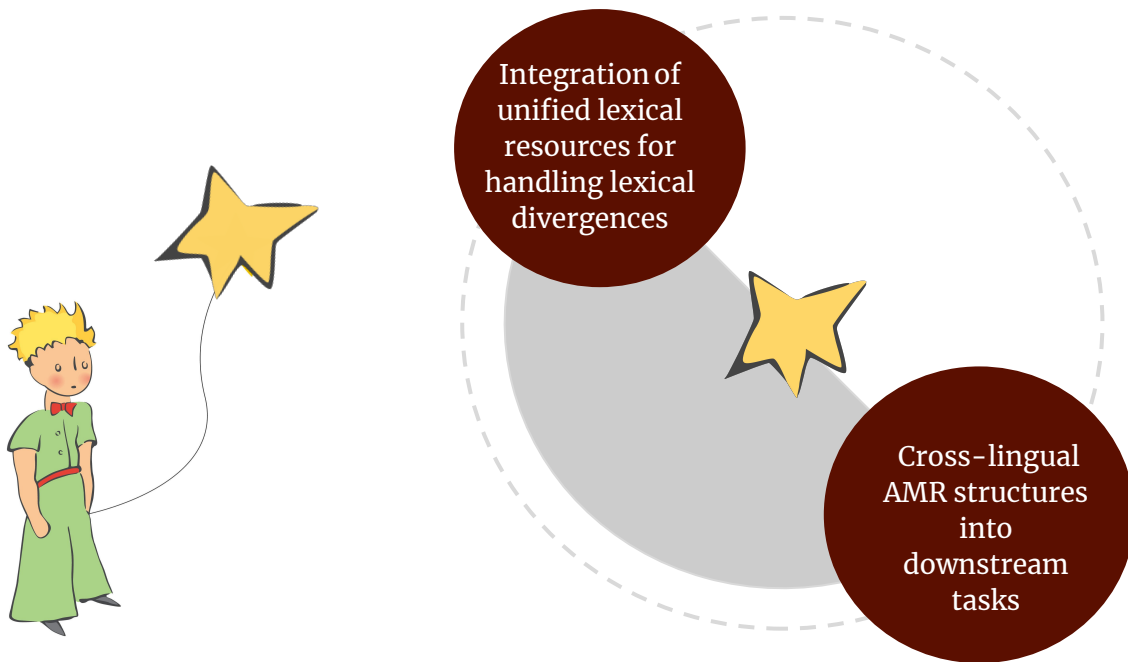 Integration of
unified lexical
resources for
handling lexical
divergences
Cross-lingual
AMR structures
into
downstream
tasks